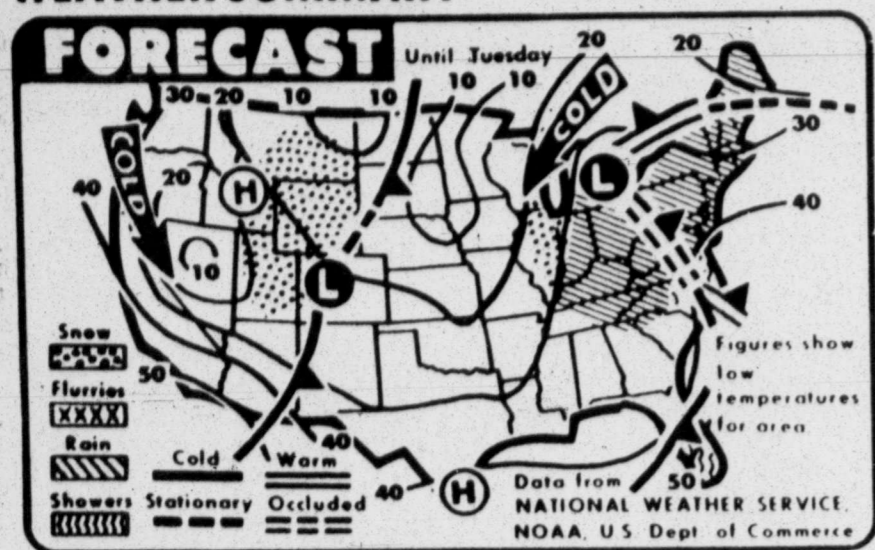 FORECAST
Until Tuesday
20 20
30 20 10 10 10 10
COLD
COLD
30
H L
40 20
40
10
L
Snow
Flurries
Rain
Showers
50
Cold Warm
Stationary Occluded
40
40
H
50
Figures show
low
temperatures
for area.
Data from
NATIONAL WEATHER SERVICE,
NOAA, U.S. Dept. of Commerce